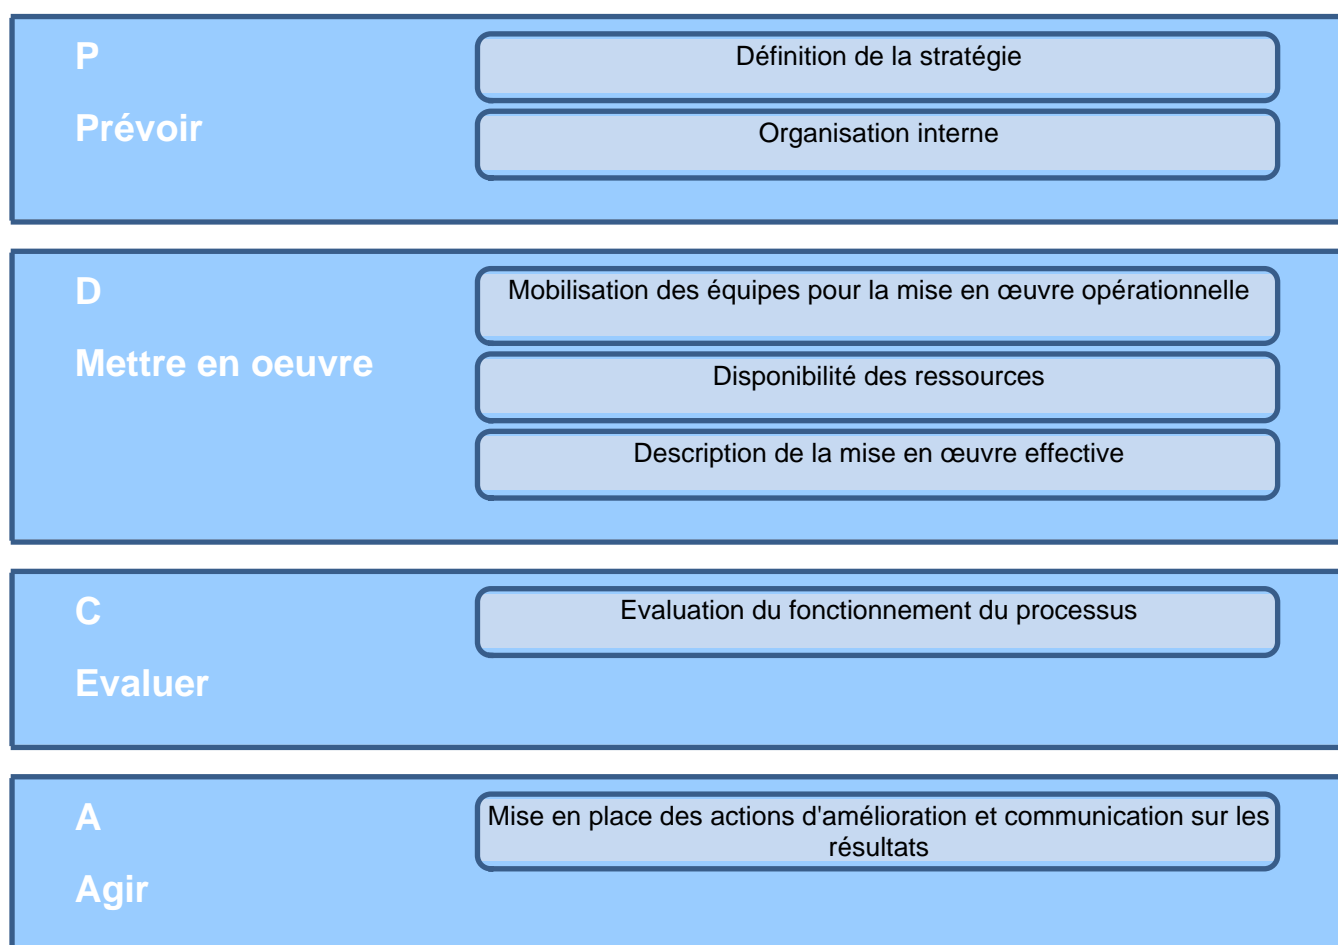 P
Prévoir
Définition de la stratégie
Organisation interne
D
Mettre en oeuvre
Mobilisation des équipes pour la mise en œuvre opérationnelle
Disponibilité des ressources
Description de la mise en œuvre effective
C
Evaluer
Evaluation du fonctionnement du processus
A
Agir
Mise en place des actions d'amélioration et communication sur les
résultats